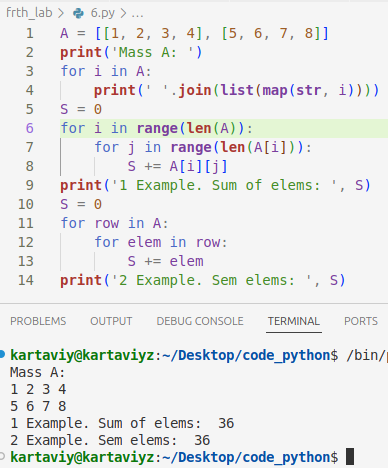 frth_lab > 6.py > ...
1 A = [[1, 2, 3, 4], [5, 6, 7, 8]]
2 print('Mass A: ')
3 for i in A:
4     print(' '.join(list(map(str, i))))
5 S = 0
6 for i in range(len(A)):
7     for j in range(len(A[i])):
8         S += A[i][j]
9 print('1 Example. Sum of elems: ', S)
10 S = 0
11 for row in A:
12     for elem in row:
13         S += elem
14 print('2 Example. Sem elems: ', S)
PROBLEMS OUTPUT DEBUG CONSOLE TERMINAL PORTS
kartaviy@kartaviyz:~/Desktop/code_python$ /bin/
Mass A:
1 2 3 4
5 6 7 8
1 Example. Sum of elems:  36
2 Example. Sem elems:  36
kartaviy@kartaviyz:~/Desktop/code_python$